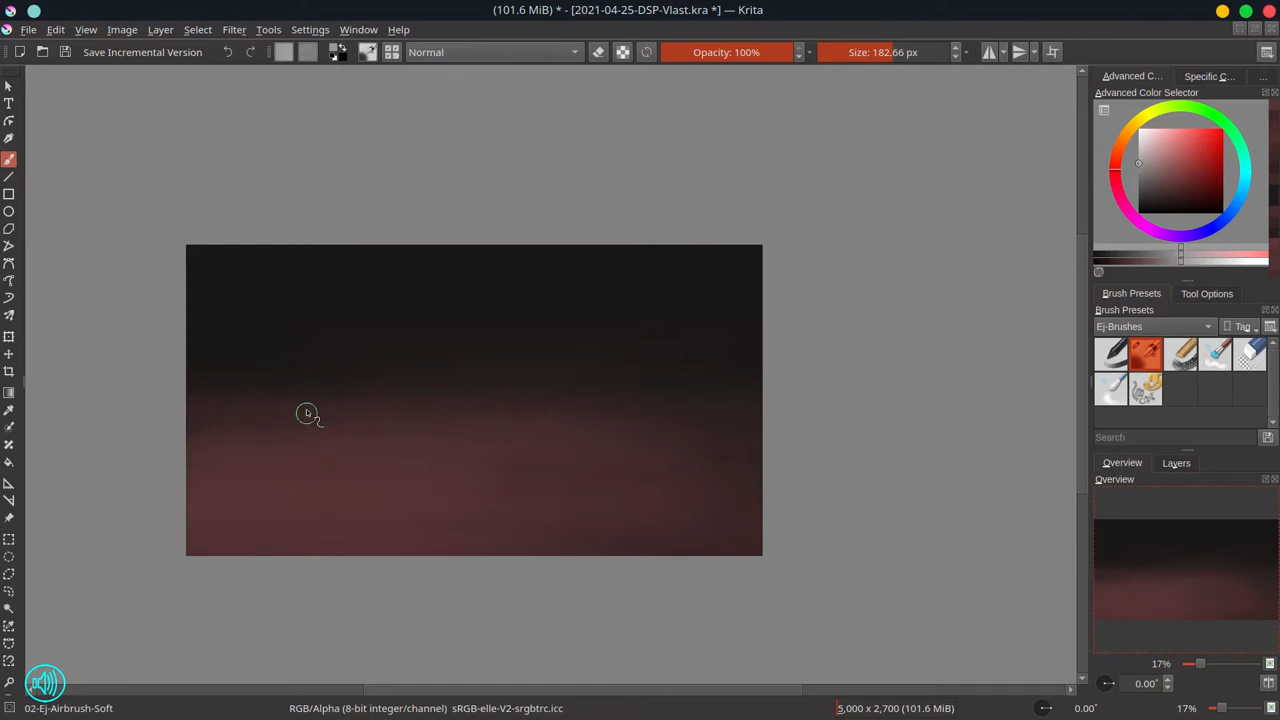 (101.6 MiB) * - [2021-04-25-DSP-Vlast.kra *] — Krita
File Edit View Image Layer Select Filter Tools Settings Window Help
Save Incremental Version Normal Opacity: 100% Size: 182.66 px
Advanced C... Specific C... ...
Advanced Color Selector
Brush Presets Tool Options
Brush Presets
Ej-Brushes Tag
Search
Overview Layers
Overview
17%
0.00°
02-Ej-Airbrush-Soft RGB/Alpha (8-bit integer/channel) sRGB-elle-V2-srgbtrc.icc 5,000 x 2,700 (101.6 MiB) 0.00° 17%